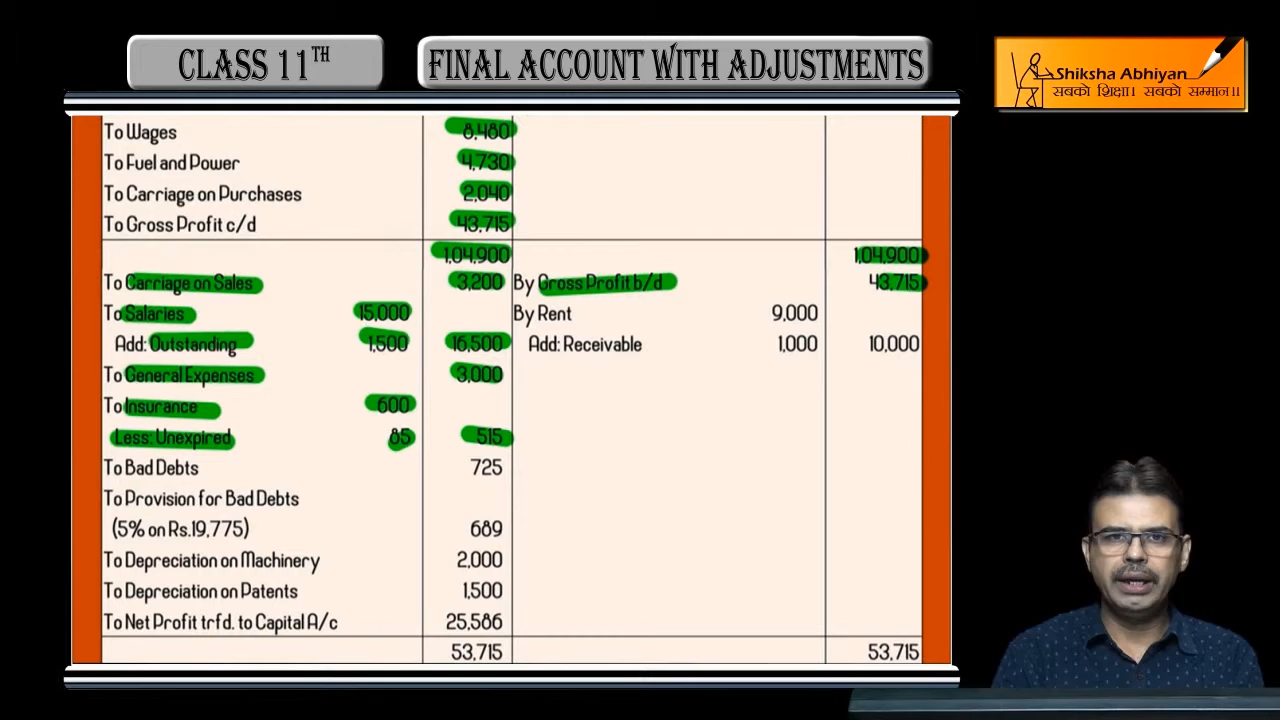 CLASS 11TH
FINAL ACCOUNT WITH ADJUSTMENTS
Shiksha Abhiyan
सबको शिक्षा। सबको सम्मान।।
To Wages 8,480
To Fuel and Power 4,730
To Carriage on Purchases 2,040
To Gross Profit c/d 43,715
1,04,900 1,04,900
To Carriage on Sales 3,200 By Gross Profit b/d 43,715
To Salaries 15,000 By Rent 9,000
Add: Outstanding 1,500 16,500 Add: Receivable 1,000 10,000
To General Expenses 3,000
To Insurance 600
Less: Unexpired 85 515
To Bad Debts 725
To Provision for Bad Debts
(5% on Rs.19,775) 689
To Depreciation on Machinery 2,000
To Depreciation on Patents 1,500
To Net Profit trfd. to Capital A/c 25,586
53,715 53,715